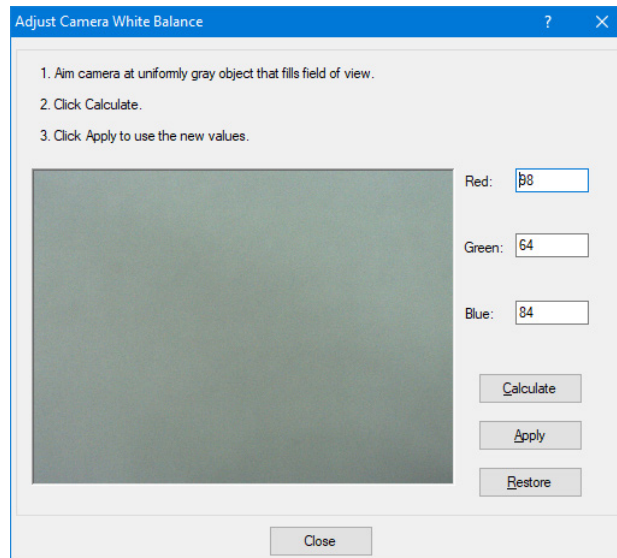 Adjust Camera White Balance ? ×
1. Aim camera at uniformly gray object that fills field of view.
2. Click Calculate.
3. Click Apply to use the new values.
Red: 98
Green: 64
Blue: 84
Calculate
Apply
Restore
Close